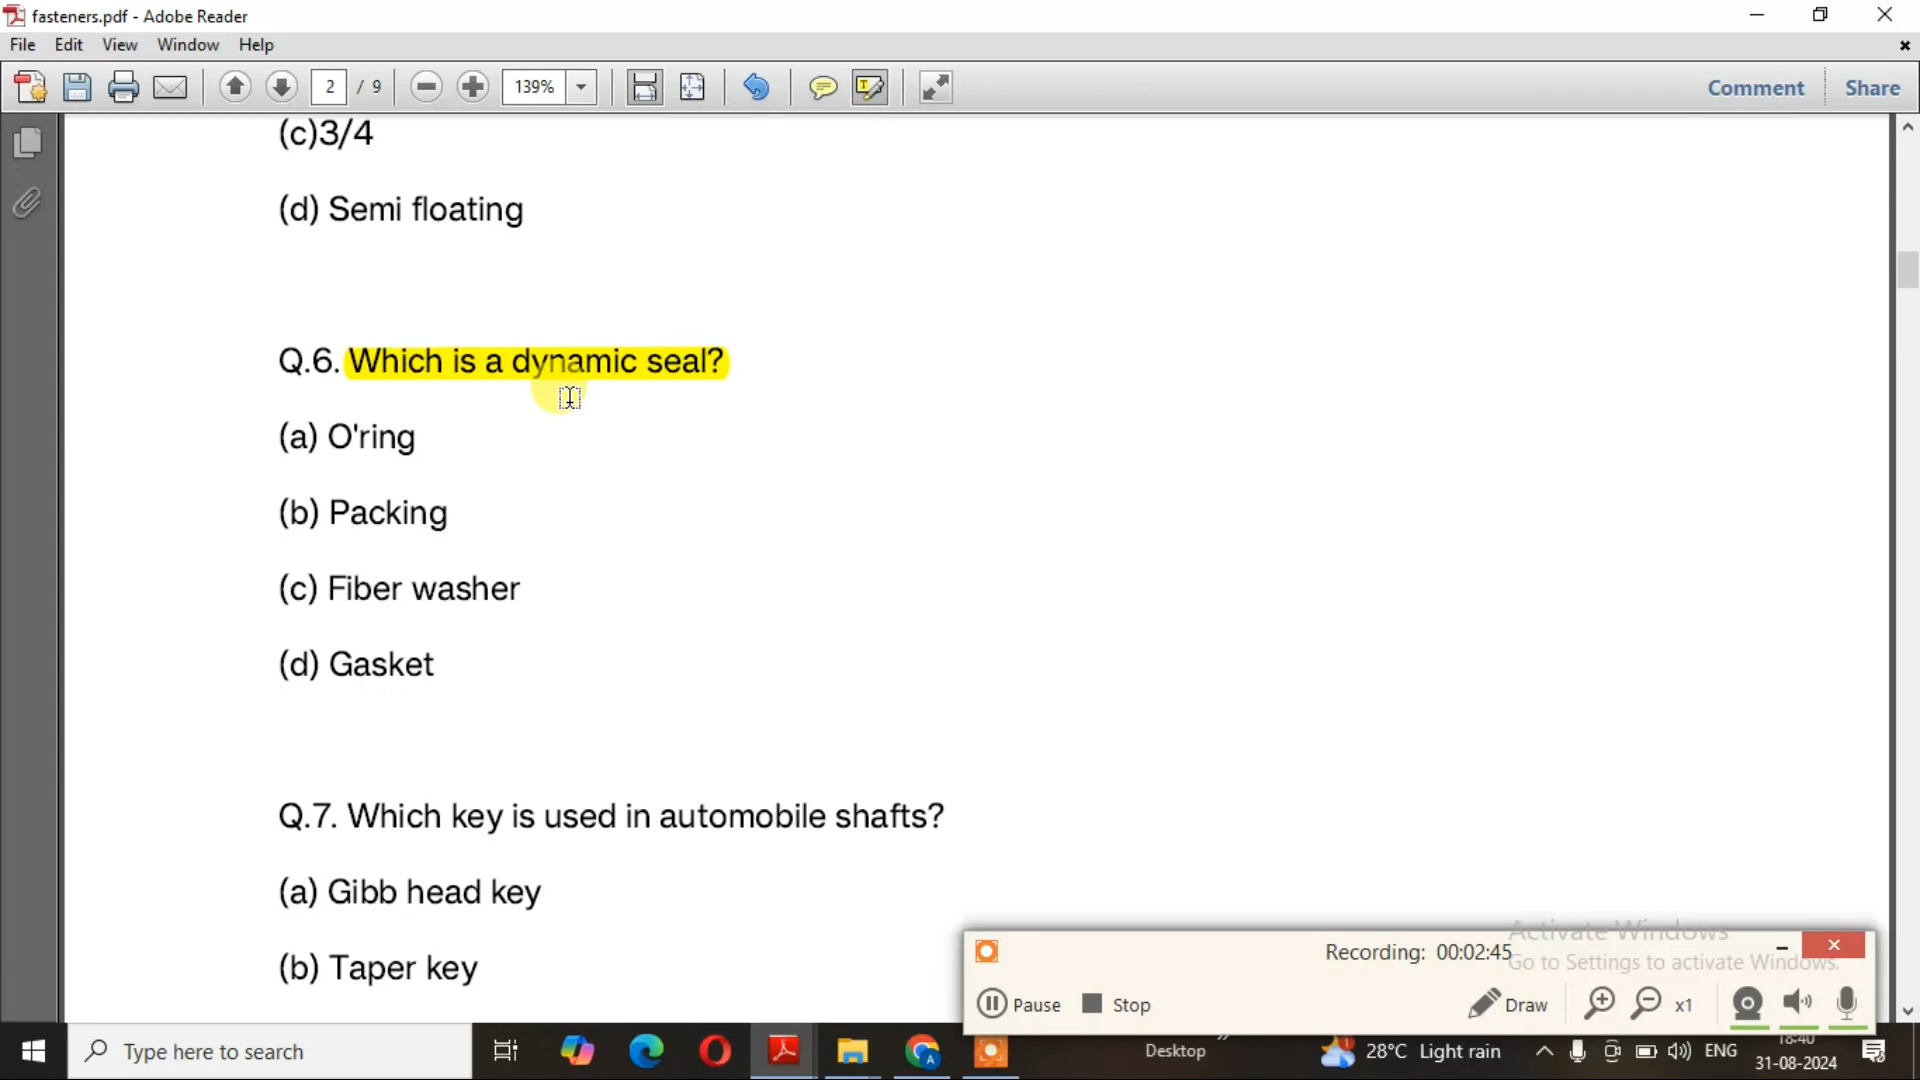 fasteners.pdf - Adobe Reader
File Edit View Window Help
2 / 9 139% Comment Share
(c)3/4
(d) Semi floating
Q.6. Which is a dynamic seal?
(a) O'ring
(b) Packing
(c) Fiber washer
(d) Gasket
Q.7. Which key is used in automobile shafts?
(a) Gibb head key
(b) Taper key
Activate Windows
Recording: 00:02:45
Go to Settings to activate Windows.
Pause Stop Draw x1
Type here to search Desktop 28°C Light rain ENG 18:40
31-08-2024